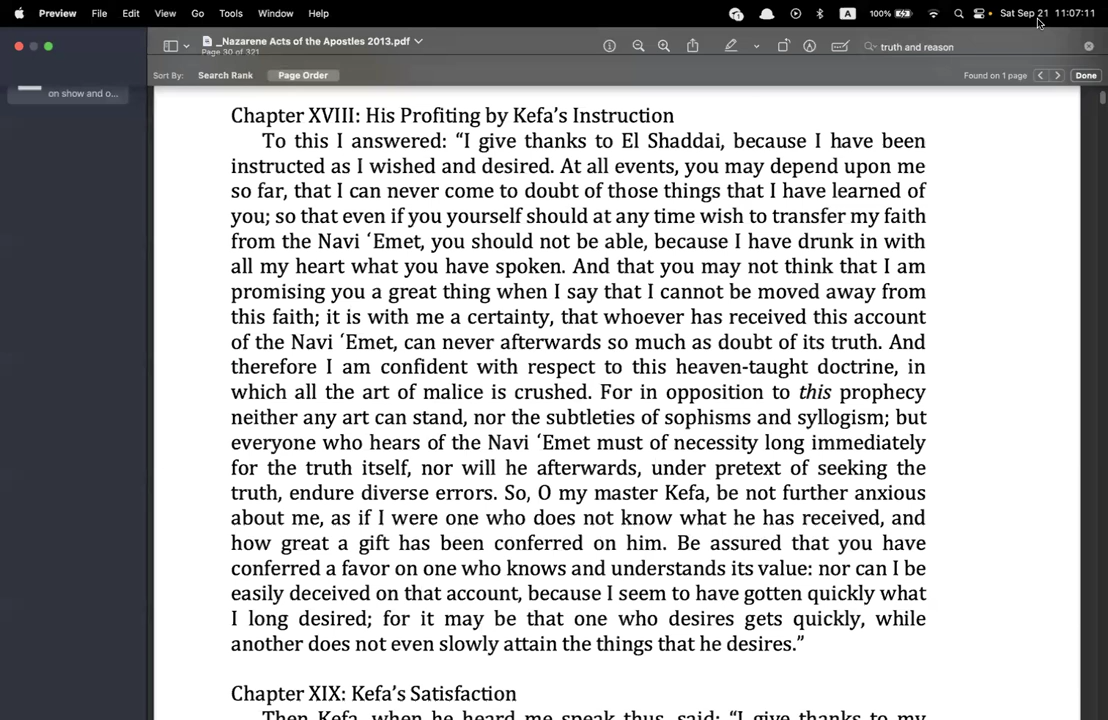 Preview File Edit View Go Tools Window Help 100% Sat Sep 21 11:07:11
_Nazarene Acts of the Apostles 2013.pdf
Page 30 of 321
truth and reason
Sort By: Search Rank Page Order Found on 1 page Done
on show and o...
Chapter XVIII: His Profiting by Kefa’s Instruction
To this I answered: “I give thanks to El Shaddai, because I have been
instructed as I wished and desired. At all events, you may depend upon me
so far, that I can never come to doubt of those things that I have learned of
you; so that even if you yourself should at any time wish to transfer my faith
from the Navi ‘Emet, you should not be able, because I have drunk in with
all my heart what you have spoken. And that you may not think that I am
promising you a great thing when I say that I cannot be moved away from
this faith; it is with me a certainty, that whoever has received this account
of the Navi ‘Emet, can never afterwards so much as doubt of its truth. And
therefore I am confident with respect to this heaven-taught doctrine, in
which all the art of malice is crushed. For in opposition to this prophecy
neither any art can stand, nor the subtleties of sophisms and syllogism; but
everyone who hears of the Navi ‘Emet must of necessity long immediately
for the truth itself, nor will he afterwards, under pretext of seeking the
truth, endure diverse errors. So, O my master Kefa, be not further anxious
about me, as if I were one who does not know what he has received, and
how great a gift has been conferred on him. Be assured that you have
conferred a favor on one who knows and understands its value: nor can I be
easily deceived on that account, because I seem to have gotten quickly what
I long desired; for it may be that one who desires gets quickly, while
another does not even slowly attain the things that he desires.”
Chapter XIX: Kefa’s Satisfaction
Then Kefa, when he heard me speak thus, said: “I give thanks to my